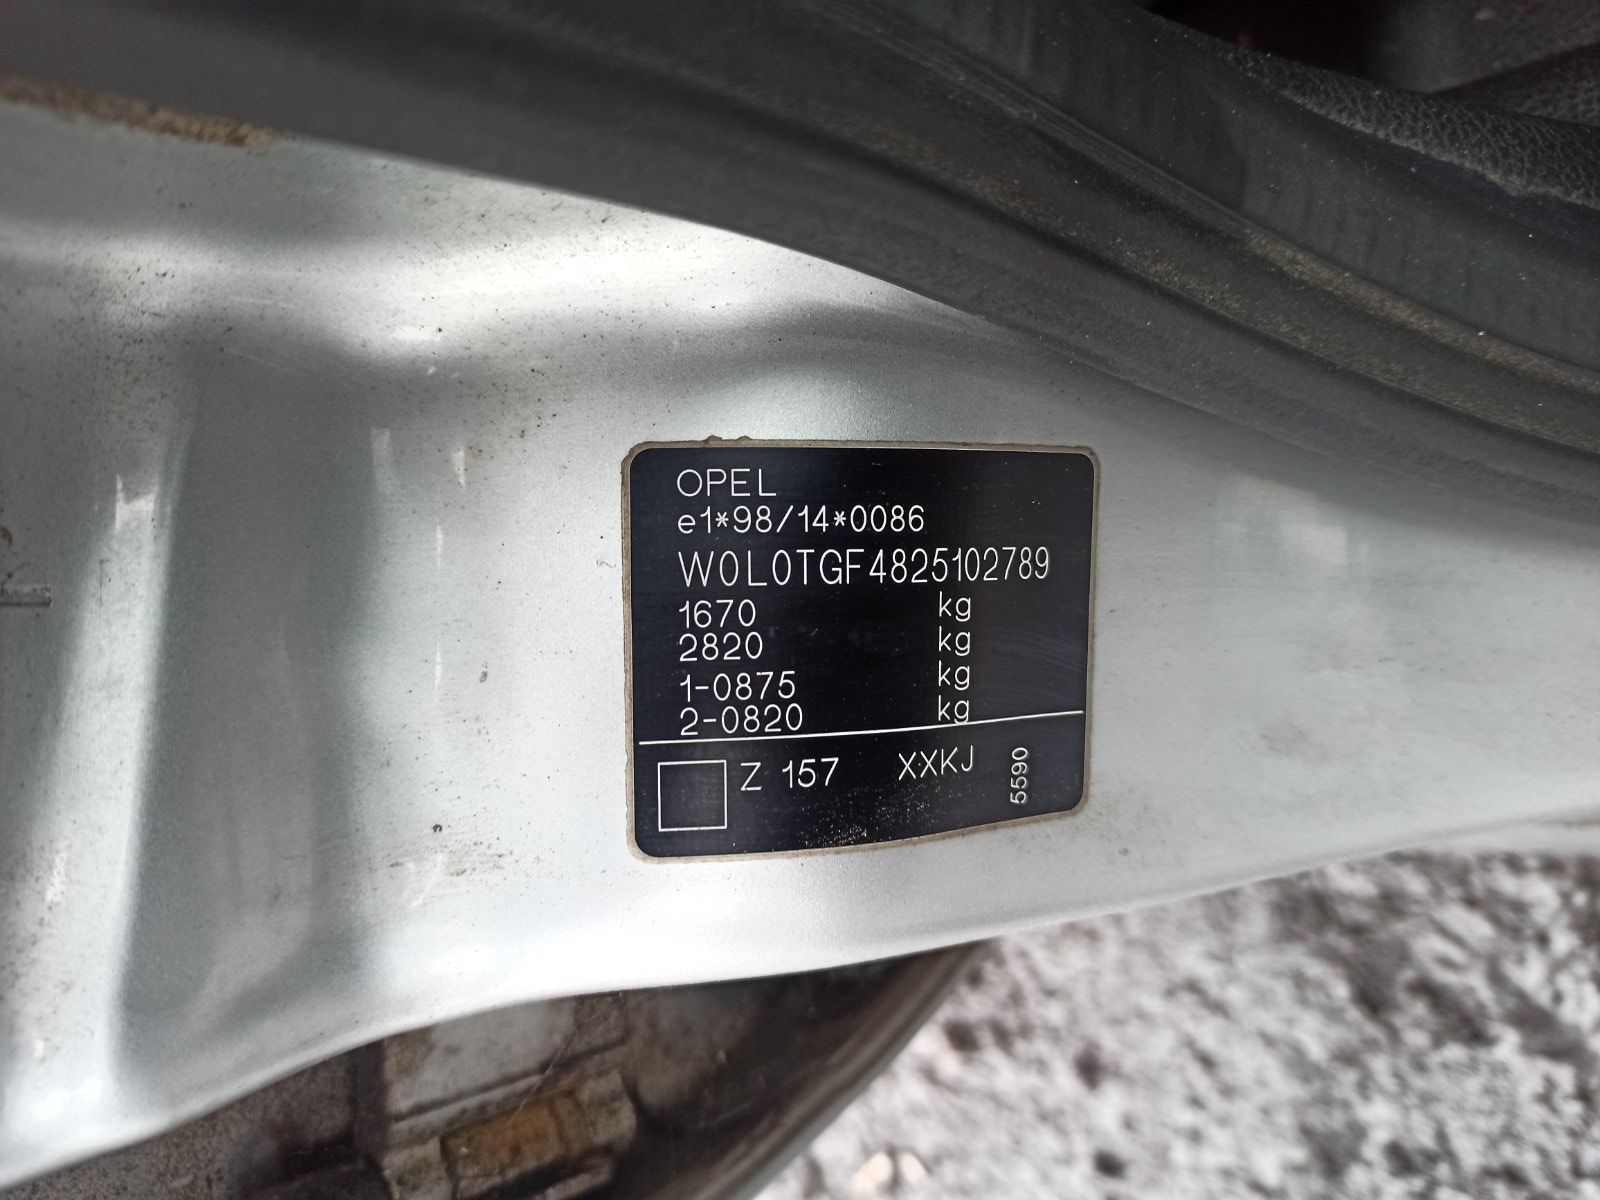 OPEL
e1*98/14*0086
W0L0TGF4825102789
1670 kg
2820 kg
1-0875 kg
2-0820 kg
Z 157 XXKJ
5590